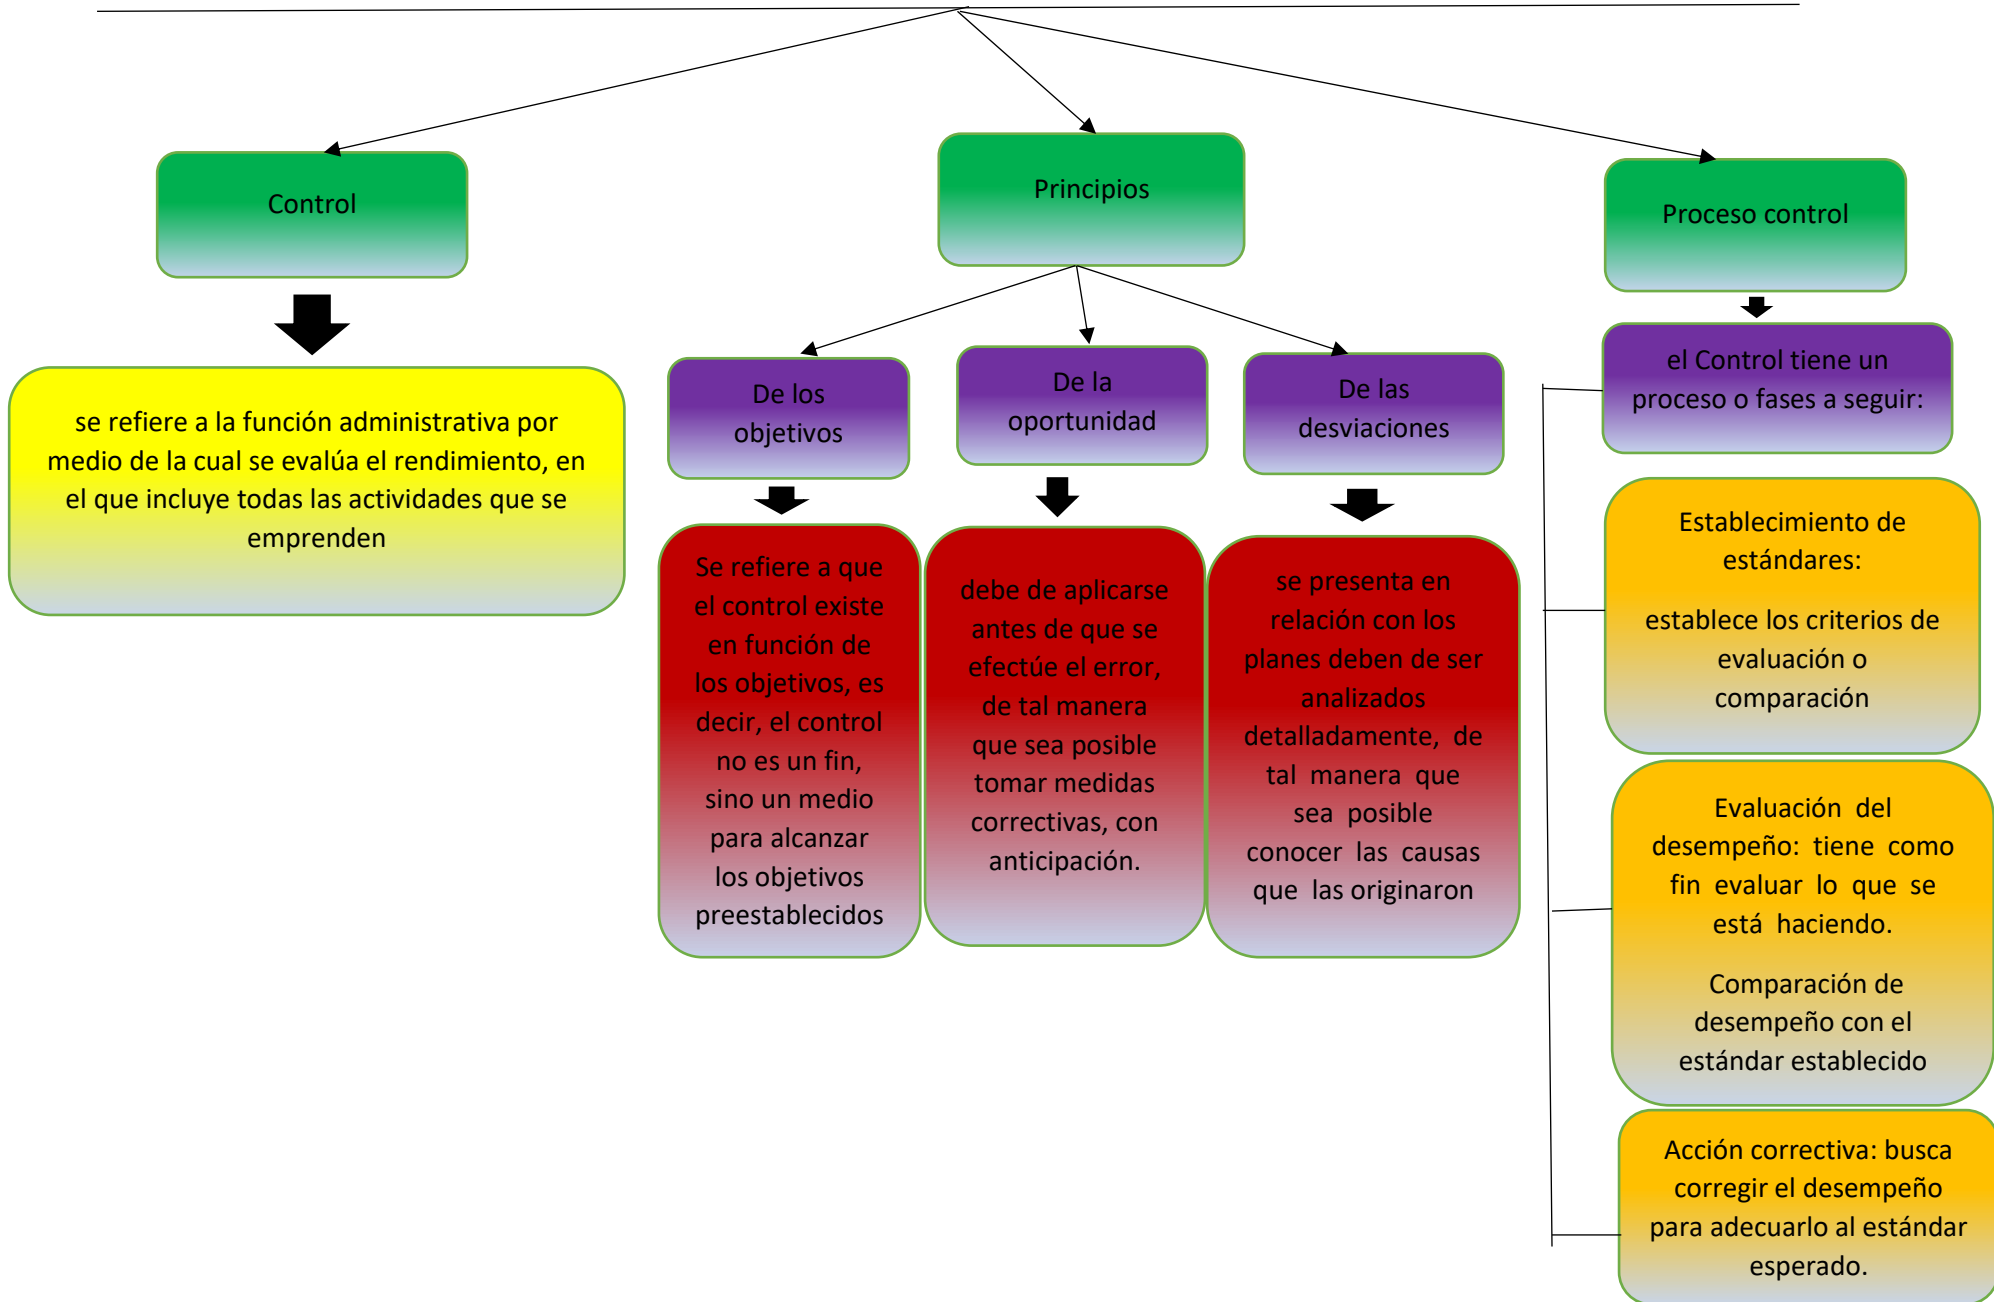 Control
se refiere a la función administrativa por
medio de la cual se evalúa el rendimiento, en
el que incluye todas las actividades que se
emprenden
Principios
De los
objetivos
Se refiere a que
el control existe
en función de
los objetivos, es
decir, el control
no es un fin,
sino un medio
para alcanzar
los objetivos
preestablecidos
De la
oportunidad
debe de aplicarse
antes de que se
efectúe el error,
de tal manera
que sea posible
tomar medidas
correctivas, con
anticipación.
De las
desviaciones
se presenta en
relación con los
planes deben de ser
analizados
detalladamente, de
tal manera que
sea posible
conocer las causas
que las originaron
Proceso control
el Control tiene un
proceso o fases a seguir:
Establecimiento de
estándares:
establece los criterios de
evaluación o
comparación
Evaluación del
desempeño: tiene como
fin evaluar lo que se
está haciendo.
Comparación de
desempeño con el
estándar establecido
Acción correctiva: busca
corregir el desempeño
para adecuarlo al estándar
esperado.